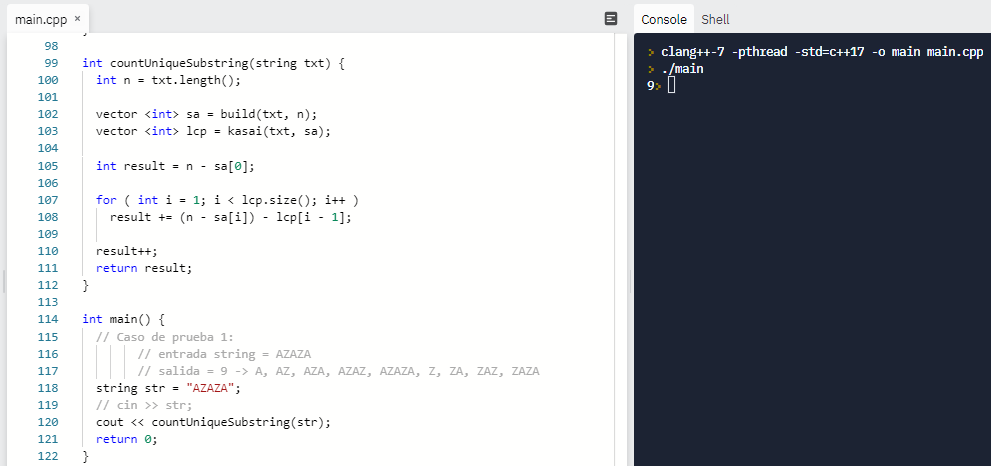 main.cpp ×
Console Shell
98
99 int countUniqueSubstring(string txt) {
100 int n = txt.length();
101
102 vector <int> sa = build(txt, n);
103 vector <int> lcp = kasai(txt, sa);
104
105 int result = n - sa[0];
106
107 for ( int i = 1; i < lcp.size(); i++ )
108 result += (n - sa[i]) - lcp[i - 1];
109
110 result++;
111 return result;
112 }
113
114 int main() {
115 // Caso de prueba 1:
116 // entrada string = AZAZA
117 // salida = 9 -> A, AZ, AZA, AZAZ, AZAZA, Z, ZA, ZAZ, ZAZA
118 string str = "AZAZA";
119 // cin >> str;
120 cout << countUniqueSubstring(str);
121 return 0;
122 }
> clang++-7 -pthread -std=c++17 -o main main.cpp
> ./main
9>